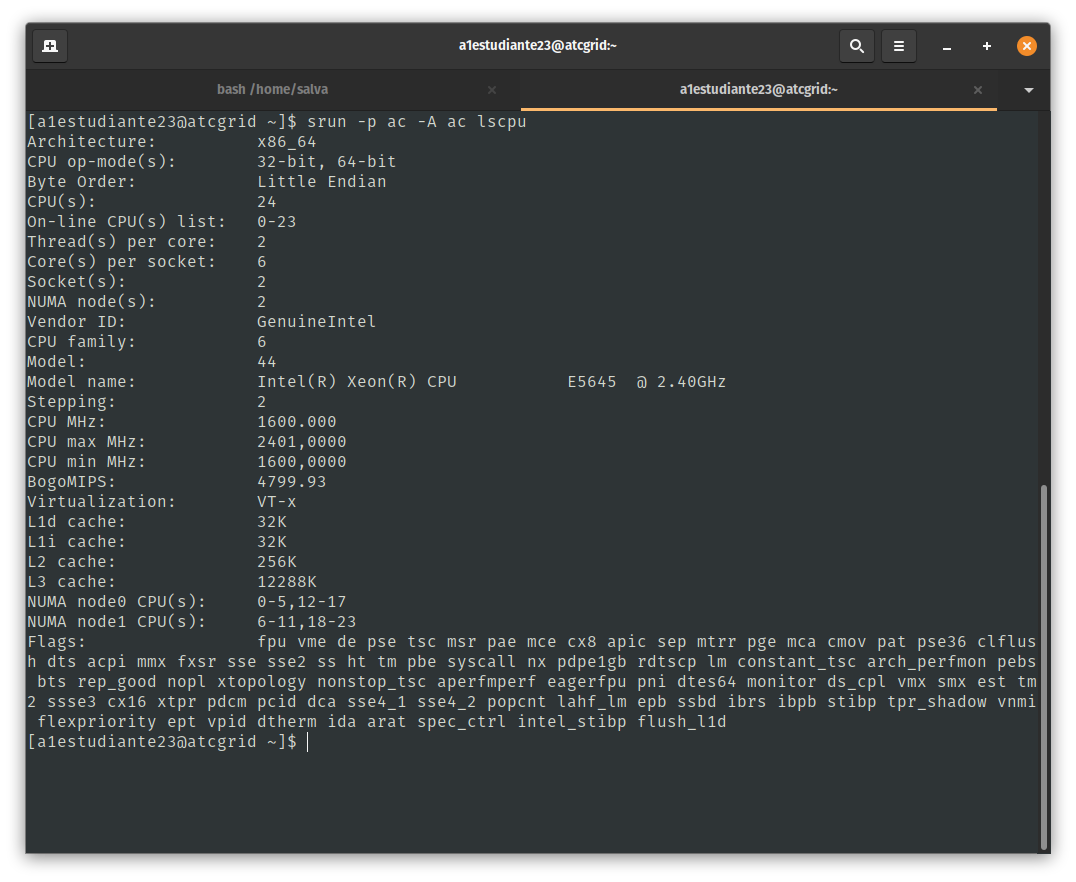 a1estudiante23@atcgrid:~
bash /home/salva
a1estudiante23@atcgrid:~
[a1estudiante23@atcgrid ~]$ srun -p ac -A ac lscpu
Architecture:          x86_64
CPU op-mode(s):        32-bit, 64-bit
Byte Order:            Little Endian
CPU(s):                24
On-line CPU(s) list:   0-23
Thread(s) per core:    2
Core(s) per socket:    6
Socket(s):             2
NUMA node(s):          2
Vendor ID:             GenuineIntel
CPU family:            6
Model:                 44
Model name:            Intel(R) Xeon(R) CPU           E5645  @ 2.40GHz
Stepping:              2
CPU MHz:               1600.000
CPU max MHz:           2401,0000
CPU min MHz:           1600,0000
BogoMIPS:              4799.93
Virtualization:        VT-x
L1d cache:             32K
L1i cache:             32K
L2 cache:              256K
L3 cache:              12288K
NUMA node0 CPU(s):     0-5,12-17
NUMA node1 CPU(s):     6-11,18-23
Flags:                 fpu vme de pse tsc msr pae mce cx8 apic sep mtrr pge mca cmov pat pse36 clflus
h dts acpi mmx fxsr sse sse2 ss ht tm pbe syscall nx pdpe1gb rdtscp lm constant_tsc arch_perfmon pebs
 bts rep_good nopl xtopology nonstop_tsc aperfmperf eagerfpu pni dtes64 monitor ds_cpl vmx smx est tm
2 ssse3 cx16 xtpr pdcm pcid dca sse4_1 sse4_2 popcnt lahf_lm epb ssbd ibrs ibpb stibp tpr_shadow vnmi
 flexpriority ept vpid dtherm ida arat spec_ctrl intel_stibp flush_l1d
[a1estudiante23@atcgrid ~]$